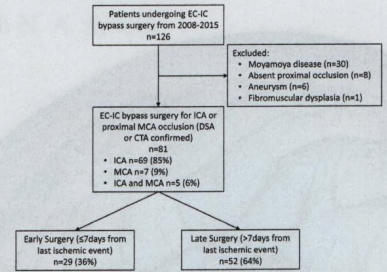 Patients undergoing EC-IC
bypass surgery from 2008-2015
n=126
Excluded:
• Moyamoya disease (n=30)
• Absent proximal occlusion (n=8)
• Aneurysm (n=6)
• Fibromuscular dysplasia (n=1)
EC-IC bypass surgery for ICA or
proximal MCA occlusion (DSA
or CTA confirmed)
n=81
• ICA n=69 (85%)
• MCA n=7 (9%)
• ICA and MCA n=5 (6%)
Early Surgery (≤7days from
last ischemic event)
n=29 (36%)
Late Surgery (>7days from
last ischemic event)
n=52 (64%)